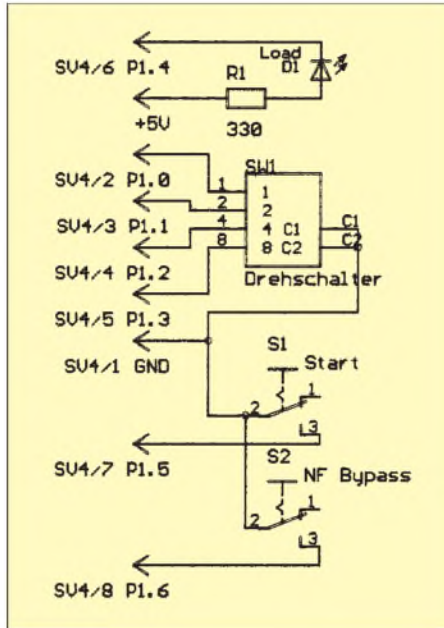 Load
SV4/6 P1.4
D1
R1
+5V
330
SW1
SV4/2 P1.0
1 1
2 2
SV4/3 P1.1
4 4 C1 C1
8 8 C2 C2
SV4/4 P1.2
Drehschalter
SV4/5 P1.3
S1
SV4/1 GND
Start
1
2
3
SV4/7 P1.5
S2
NF Bypass
1
2
3
SV4/8 P1.6